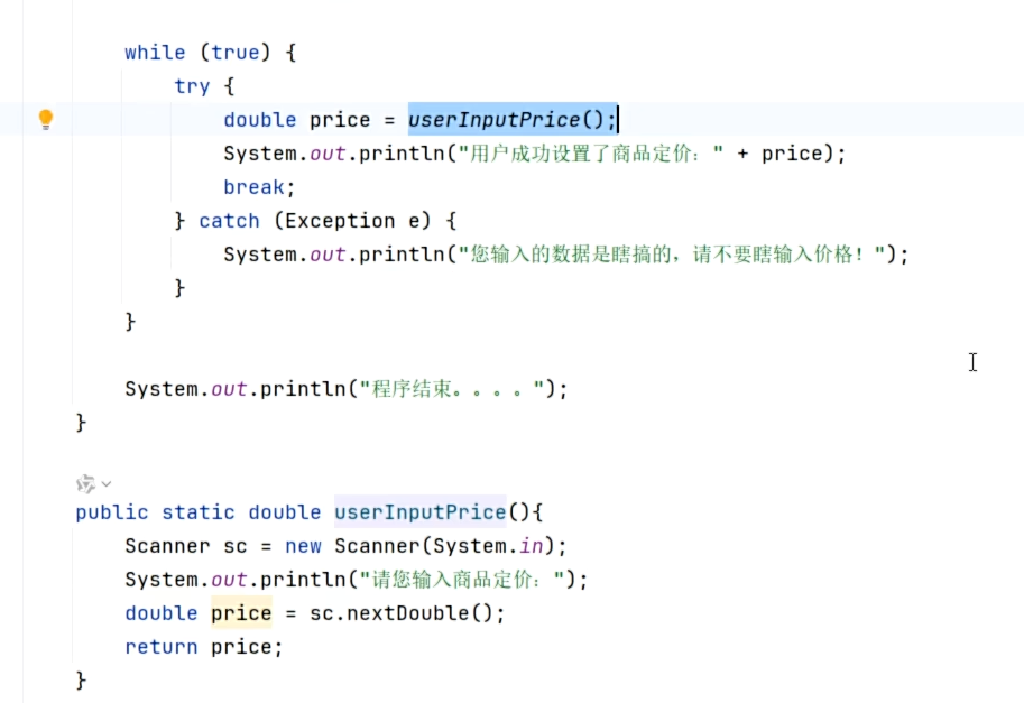 while (true) {
try {
double price = userInputPrice();
System.out.println("用户成功设置了商品定价：" + price);
break;
} catch (Exception e) {
System.out.println("您输入的数据是瞎搞的，请不要瞎输入价格！");
}
}
System.out.println("程序结束。。。。");
}
public static double userInputPrice(){
Scanner sc = new Scanner(System.in);
System.out.println("请您输入商品定价：");
double price = sc.nextDouble();
return price;
}